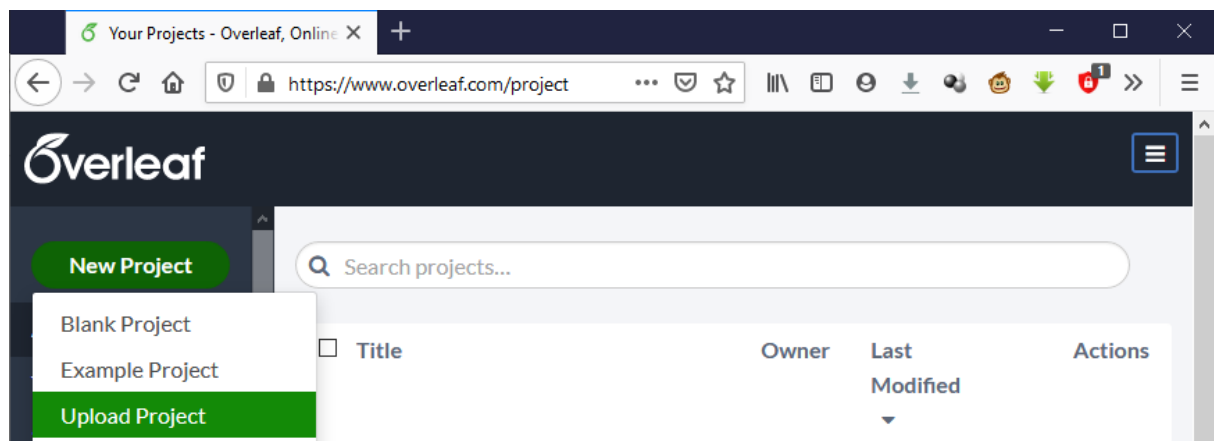 Your Projects - Overleaf, Online
https://www.overleaf.com/project
1
Overleaf
New Project
Search projects...
Blank Project
Example Project
Upload Project
Title
Owner
Last
Modified
Actions